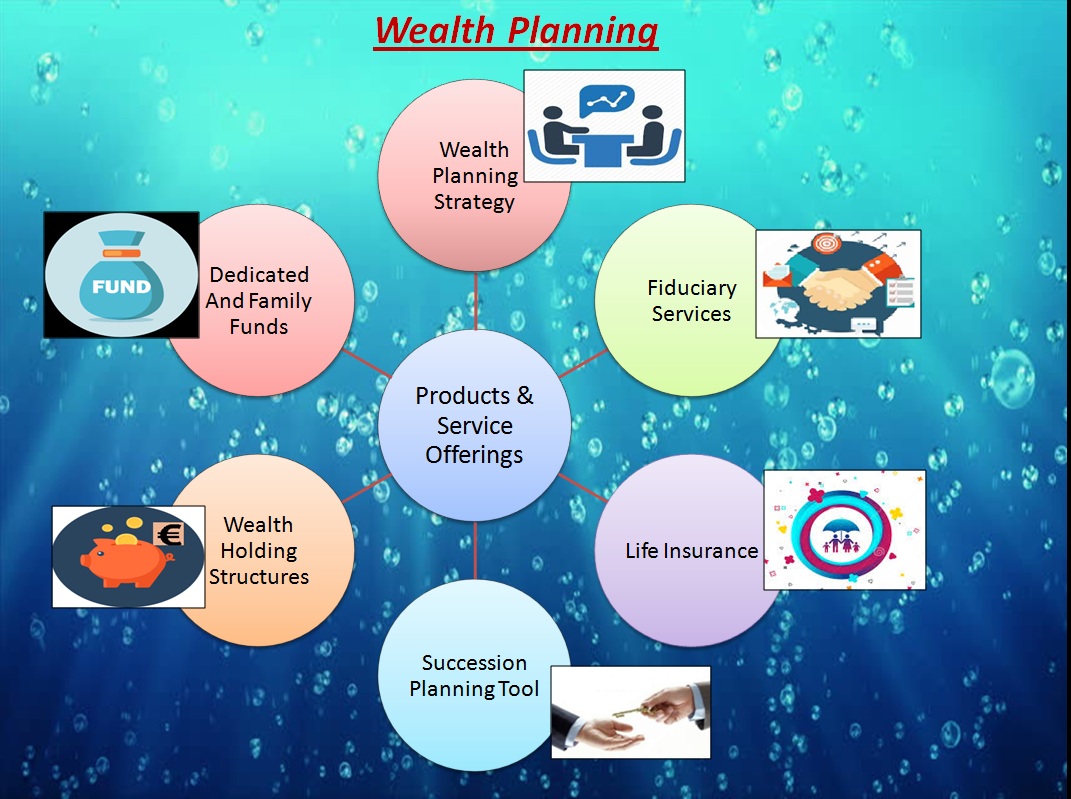 Wealth Planning
Wealth
Planning
Strategy
Fiduciary
Services
Life Insurance
Succession
Planning Tool
Wealth
Holding
Structures
€
Dedicated
And Family
Funds
FUND
Products &
Service
Offerings